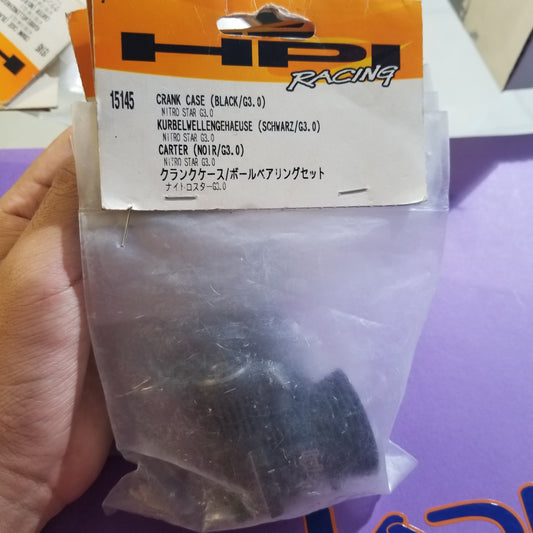 HPI
RACING
15145 CRANK CASE (BLACK/G3.0)
NITRO STAR G3.0
KURBELWELLENGEHAEUSE (SCHWARZ/G3.0)
NITRO STAR G3.0
CARTER (NOIR/G3.0)
NITRO STAR G3.0
クランクケース/ボールベアリングセット
ナイトロスターG3.0